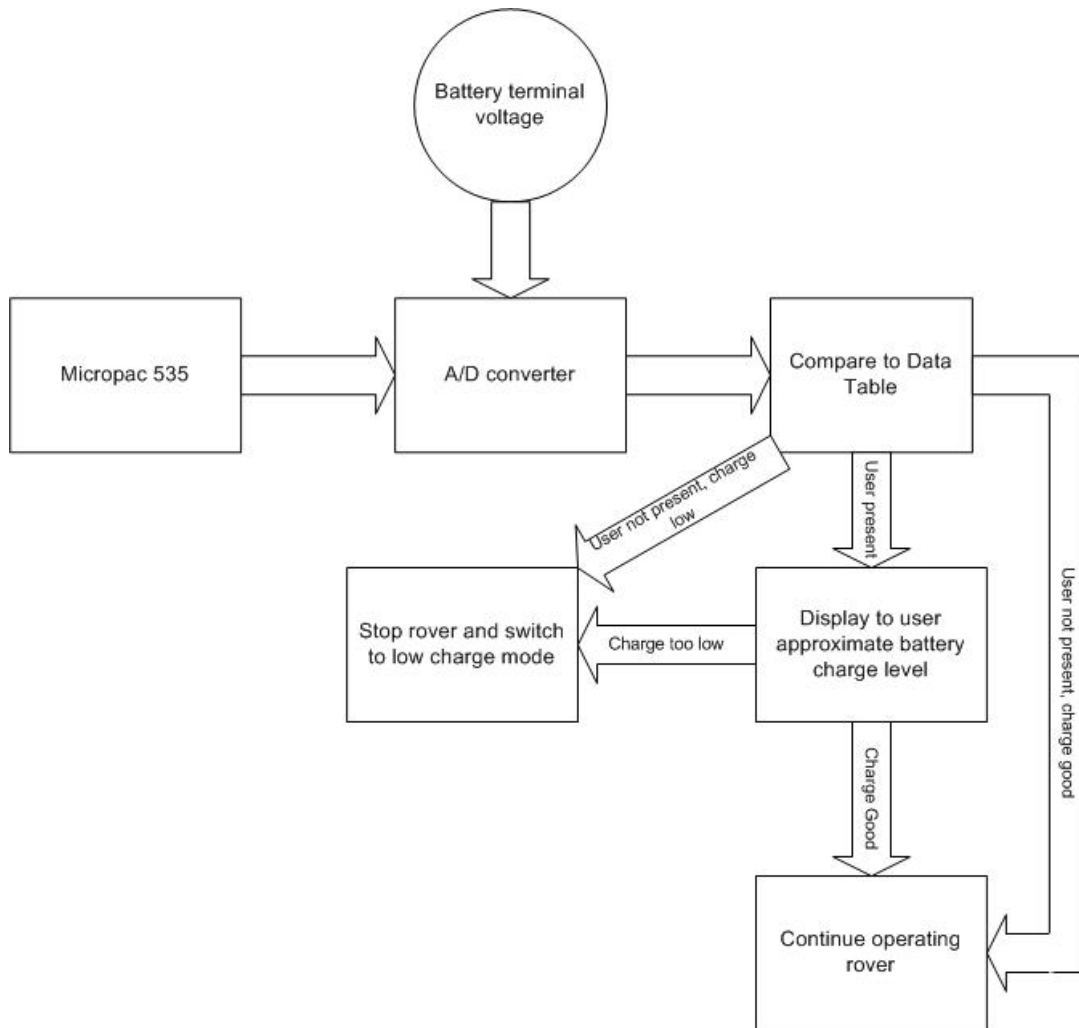 Battery terminal
voltage
Micropac 535
A/D converter
Compare to Data
Table
User not present, charge
low
User present
Stop rover and switch
to low charge mode
Charge too low
Display to user
approximate battery
charge level
User not present, charge good
Charge Good
Continue operating
rover